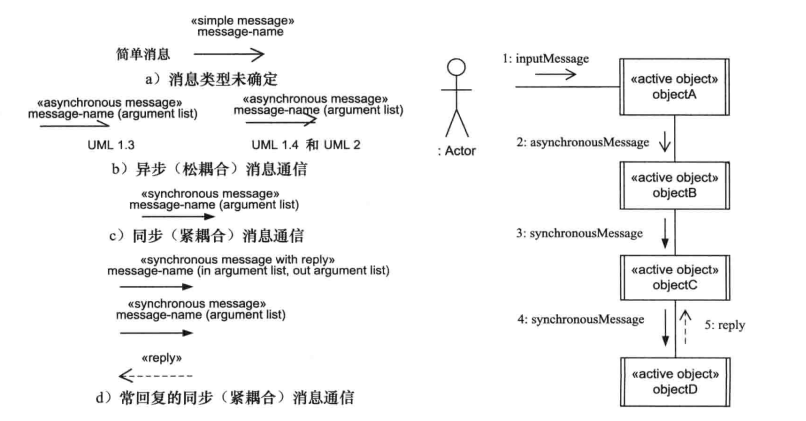 «simple message»
message-name
简单消息
a）消息类型未确定
«asynchronous message»
message-name (argument list)
UML 1.3
«asynchronous message»
message-name (argument list)
UML 1.4 和 UML 2
b）异步（松耦合）消息通信
«synchronous message»
message-name (argument list)
c）同步（紧耦合）消息通信
«synchronous message with reply»
message-name (in argument list, out argument list)
«synchronous message»
message-name (argument list)
«reply»
d）常回复的同步（紧耦合）消息通信
: Actor
1: inputMessage
«active object»
objectA
2: asynchronousMessage
«active object»
objectB
3: synchronousMessage
«active object»
objectC
4: synchronousMessage
5: reply
«active object»
objectD